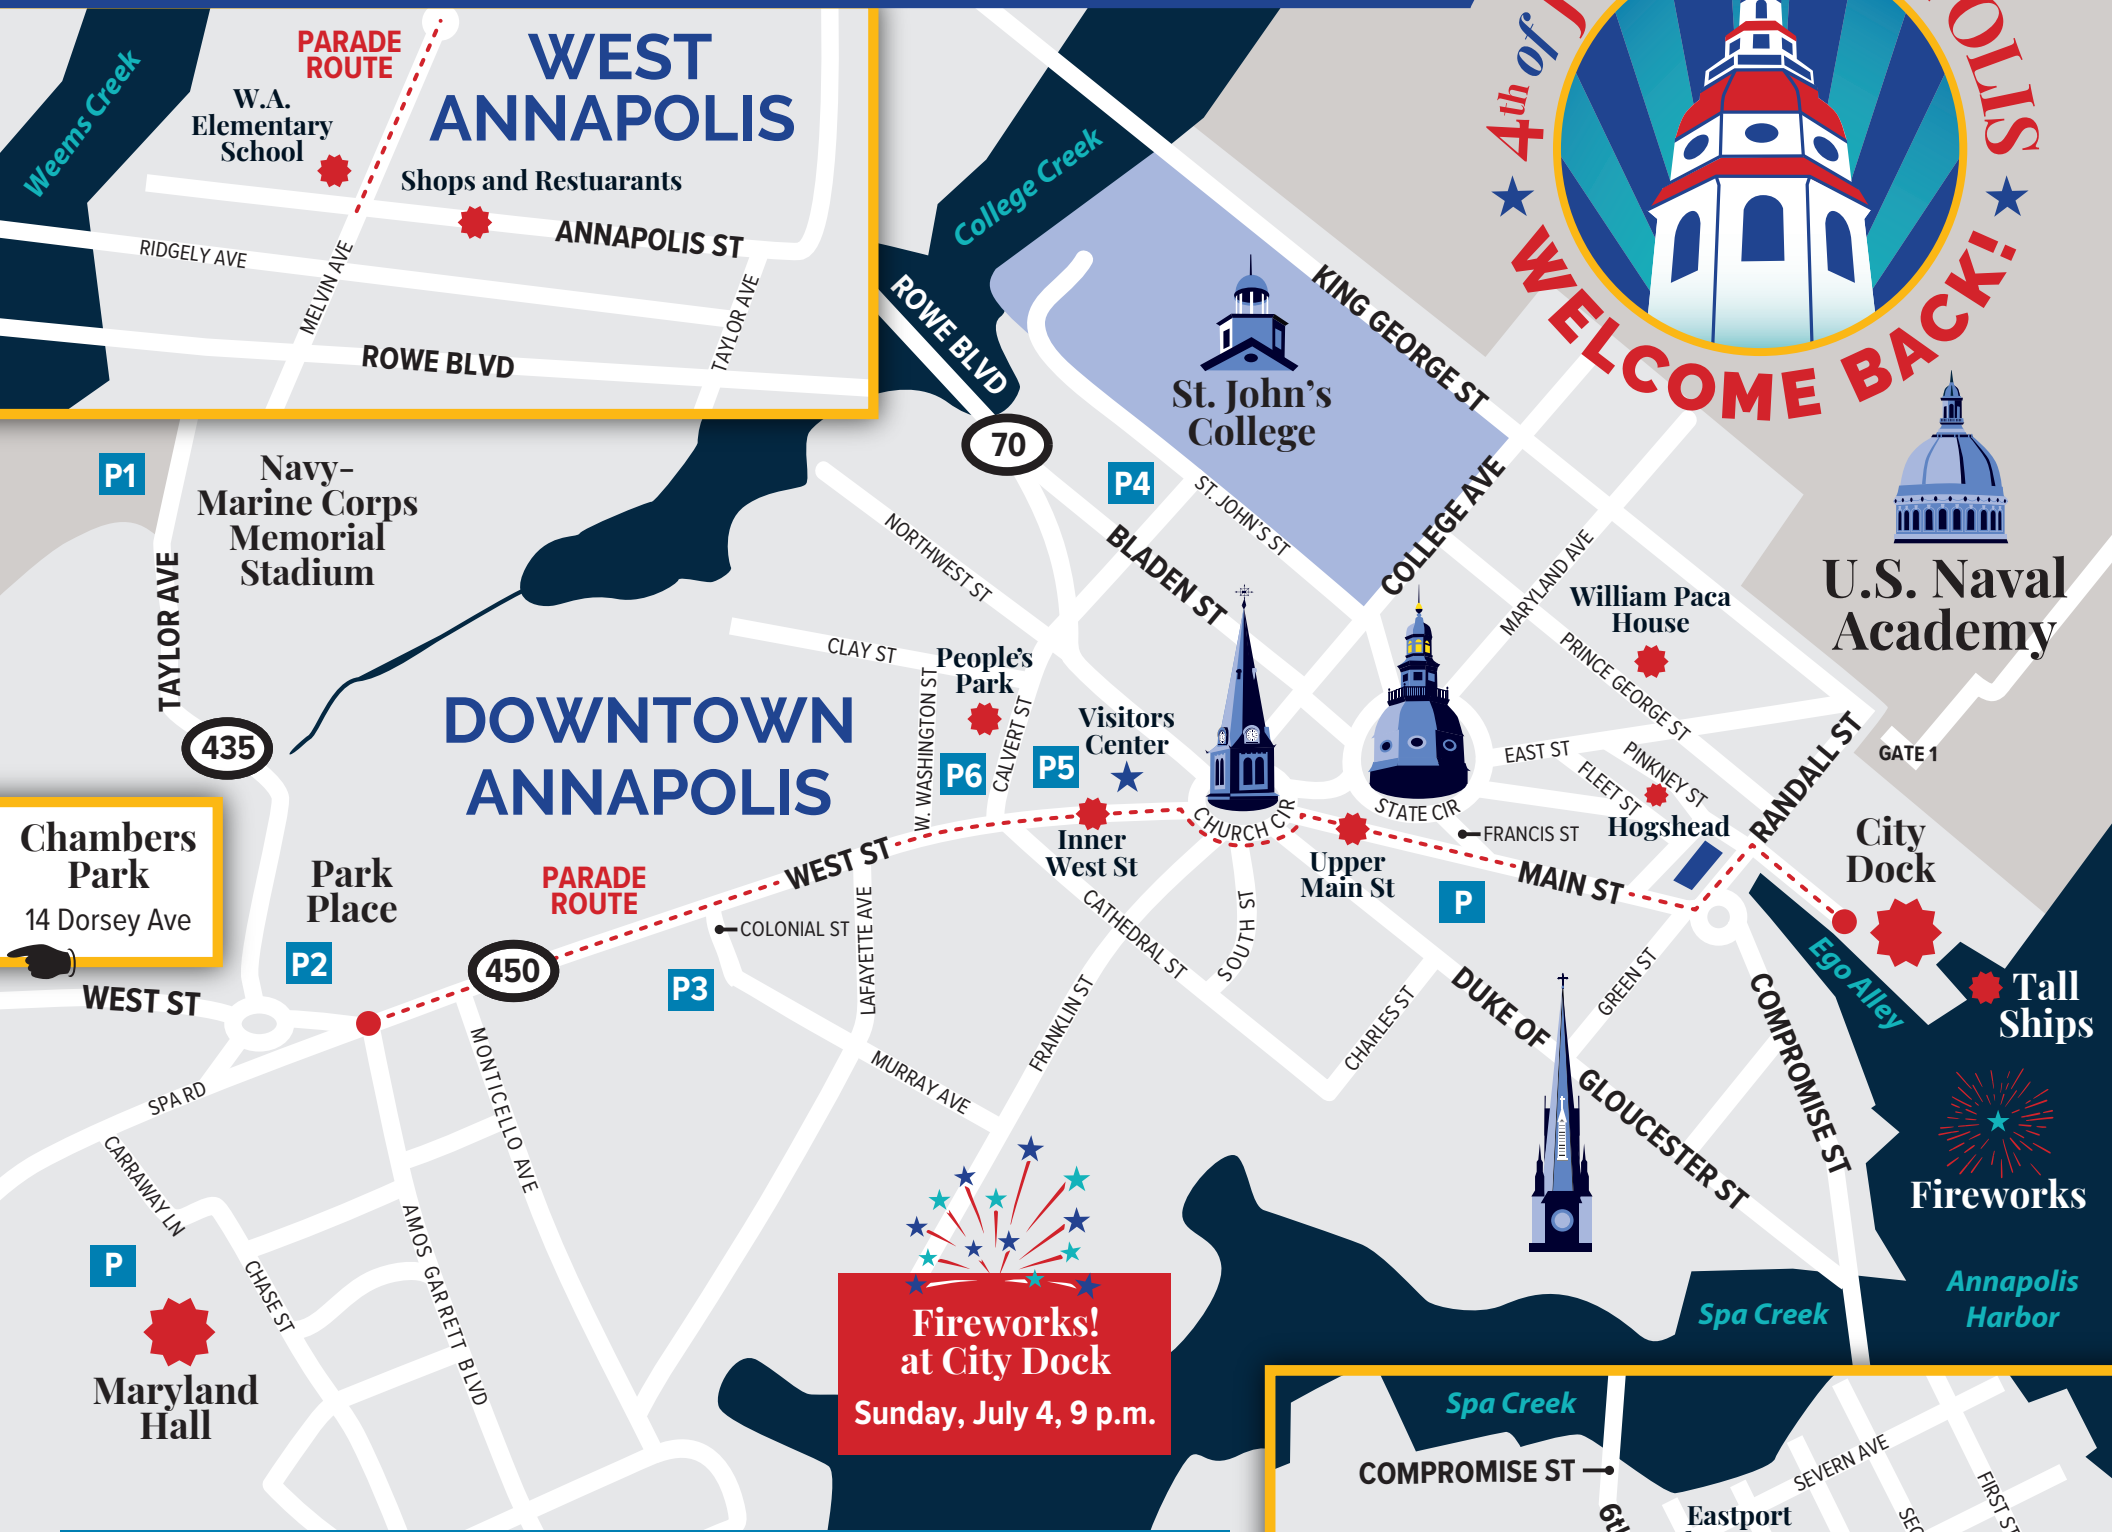 PARADE
ROUTE
WEST
ANNAPOLIS
Weems Creek
W.A.
Elementary
School
Shops and Restuarants
ANNAPOLIS ST
RIDGELY AVE
MELVIN AVE
TAYLOR AVE
ROWE BLVD
4th of J
OLIS
WELCOME BACK!
College Creek
ROWE BLVD
KING GEORGE ST
St. John's
College
70
P1
Navy-
Marine Corps
Memorial
Stadium
P4
ST. JOHN'S ST
COLLEGE AVE
NORTHWEST ST
BLADEN ST
MARYLAND AVE
William Paca
House
U.S. Naval
Academy
TAYLOR AVE
CLAY ST
People's
Park
PRINCE GEORGE ST
W. WASHINGTON ST
CALVERT ST
Visitors
Center
DOWNTOWN
ANNAPOLIS
435
P6
P5
EAST ST
PINKNEY ST
FLEET ST
RANDALL ST
GATE 1
CHURCH CIR
STATE CIR
FRANCIS ST
Hogshead
City
Dock
Chambers
Park
14 Dorsey Ave
Park
Place
PARADE
ROUTE
WEST ST
Inner
West St
Upper
Main St
MAIN ST
P
COLONIAL ST
LAFAYETTE AVE
CATHEDRAL ST
SOUTH ST
Ego Alley
P2
450
P3
WEST ST
DUKE OF
GLOUCESTER ST
GREEN ST
COMPROMISE ST
Tall
Ships
FRANKLIN ST
CHARLES ST
MURRAY AVE
MONTICELLO AVE
SPA RD
CARRAWAY LN
Fireworks
AMOS GARRETT BLVD
CHASE ST
P
Maryland
Hall
Fireworks!
at City Dock
Sunday, July 4, 9 p.m.
Spa Creek
Annapolis
Harbor
Spa Creek
COMPROMISE ST
SEVERN AVE
FIRST ST
6th
Eastport